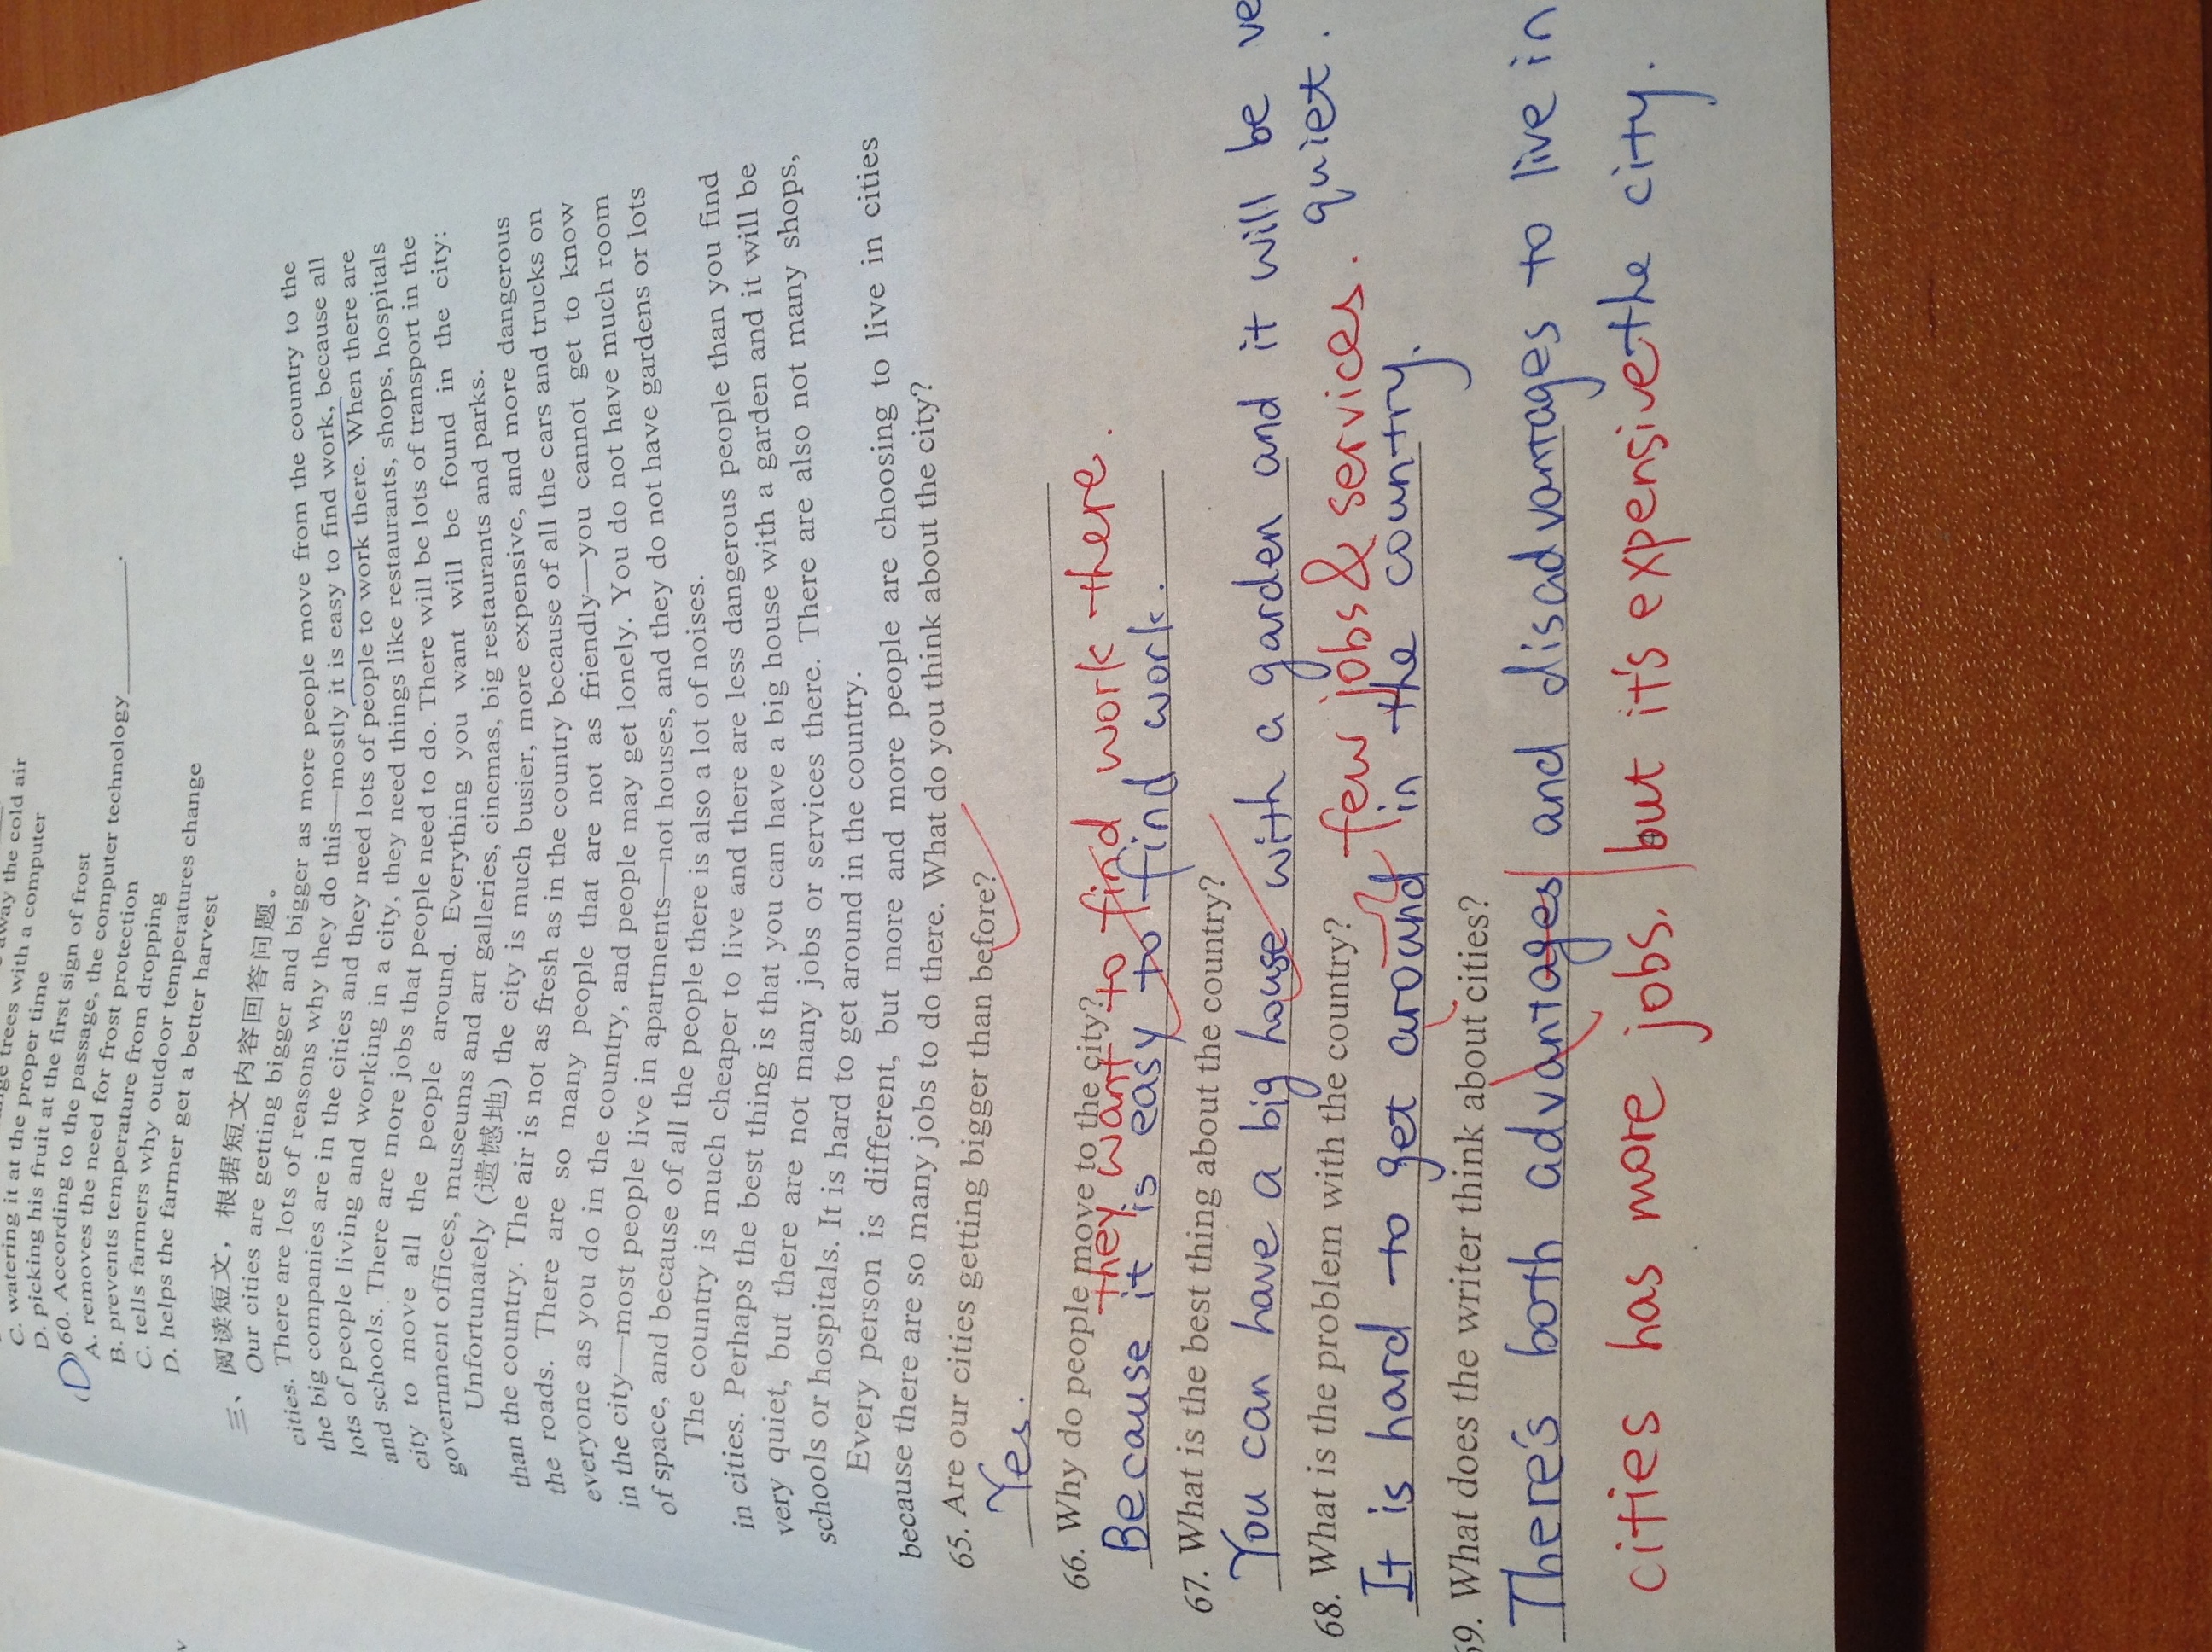 away the cold air
trees with a computer
C. watering it at the proper time
D. picking his fruit at the first sign of frost
(D) 60. According to the passage, the computer technology__________.
A. removes the need for frost protection
B. prevents temperature from dropping
C. tells farmers why outdoor temperatures change
D. helps the farmer get a better harvest
三、阅读短文，根据短文内容回答问题。
Our cities are getting bigger and bigger as more people move from the country to the
cities. There are lots of reasons why they do this—mostly it is easy to find work, because all
the big companies are in the cities and they need lots of people to work there. When there are
lots of people living and working in a city, they need things like restaurants, shops, hospitals
and schools. There are more jobs that people need to do. There will be lots of transport in the
city to move all the people around. Everything you want will be found in the city:
government offices, museums and art galleries, cinemas, big restaurants and parks.
Unfortunately (遗憾地) the city is much busier, more expensive, and more dangerous
than the country. The air is not as fresh as in the country because of all the cars and trucks on
the roads. There are so many people that are not as friendly—you cannot get to know
everyone as you do in the country, and people may get lonely. You do not have much room
in the city—most people live in apartments—not houses, and they do not have gardens or lots
of space, and because of all the people there is also a lot of noises.
The country is much cheaper to live and there are less dangerous people than you find
in cities. Perhaps the best thing is that you can have a big house with a garden and it will be
very quiet, but there are not many jobs or services there. There are also not many shops,
schools or hospitals. It is hard to get around in the country.
Every person is different, but more and more people are choosing to live in cities
because there are so many jobs to do there. What do you think about the city?
65. Are our cities getting bigger than before?
Yes.
66. Why do people move to the city?
they want to find work there.
Because it is easy to find work.
67. What is the best thing about the country?
You can have a big house with a garden and it will be ve
quiet.
68. What is the problem with the country?
few jobs & services.
It is hard to get around in the country.
69. What does the writer think about cities?
There's both advantages and disadvantages to live in
the city.
cities has more jobs. but it's expensive